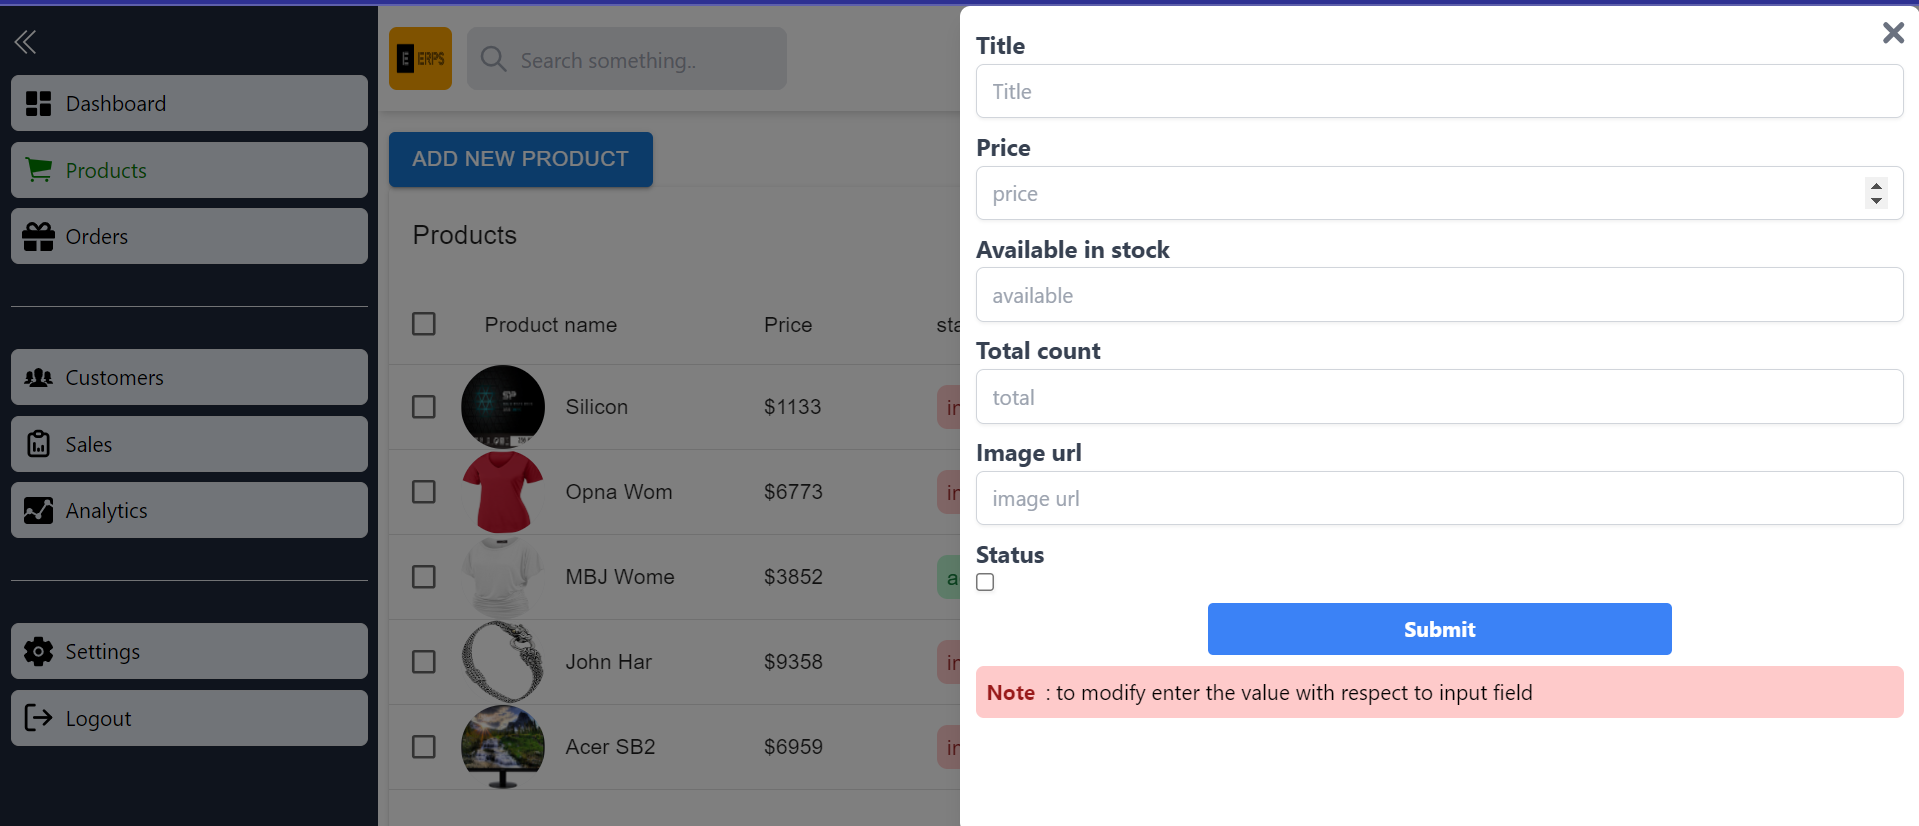 Dashboard
Products
Orders
Customers
Sales
Analytics
Settings
Logout
E ERPS
Search something..
ADD NEW PRODUCT
Products
Product name Price sta
Silicon $1133 in
Opna Wom $6773 in
MBJ Wome $3852 a
John Har $9358 in
Acer SB2 $6959 in
Title
Title
Price
price
Available in stock
available
Total count
total
Image url
image url
Status
Submit
Note : to modify enter the value with respect to input field